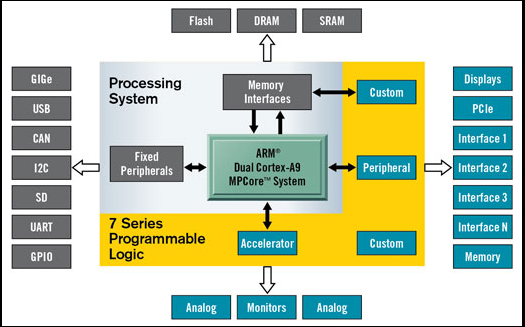 Flash
DRAM
SRAM
GIGe
USB
CAN
I2C
SD
UART
GPIO
Processing
System
Memory
Interfaces
Custom
Fixed
Peripherals
ARM®
Dual Cortex-A9
MPCore™ System
Peripheral
7 Series
Programmable
Logic
Accelerator
Custom
Displays
PCIe
Interface 1
Interface 2
Interface 3
Interface N
Memory
Analog
Monitors
Analog